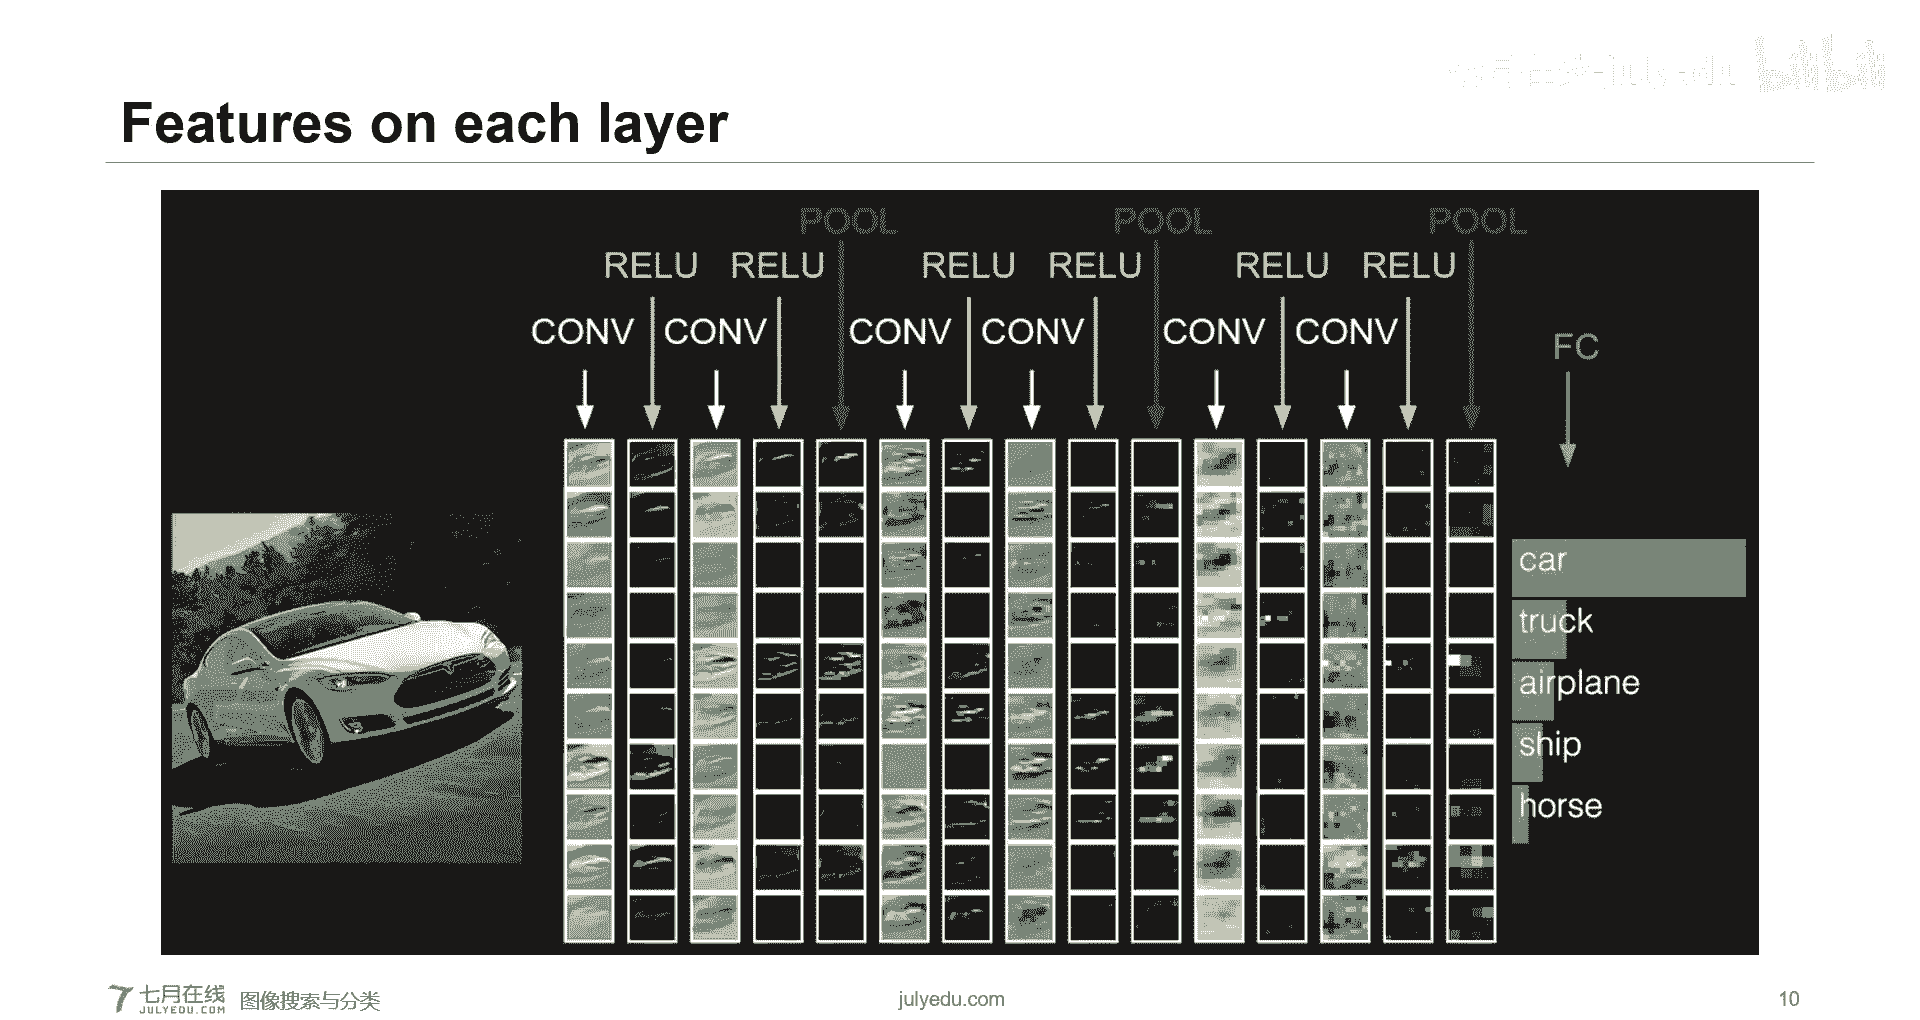 Features on each layer
POOL POOL POOL
RELU RELU RELU RELU RELU RELU
CONV CONV CONV CONV CONV CONV
FC
car
truck
airplane
ship
horse
七月在线
JULYEDU.COM
图像搜索与分类
julyedu.com
10